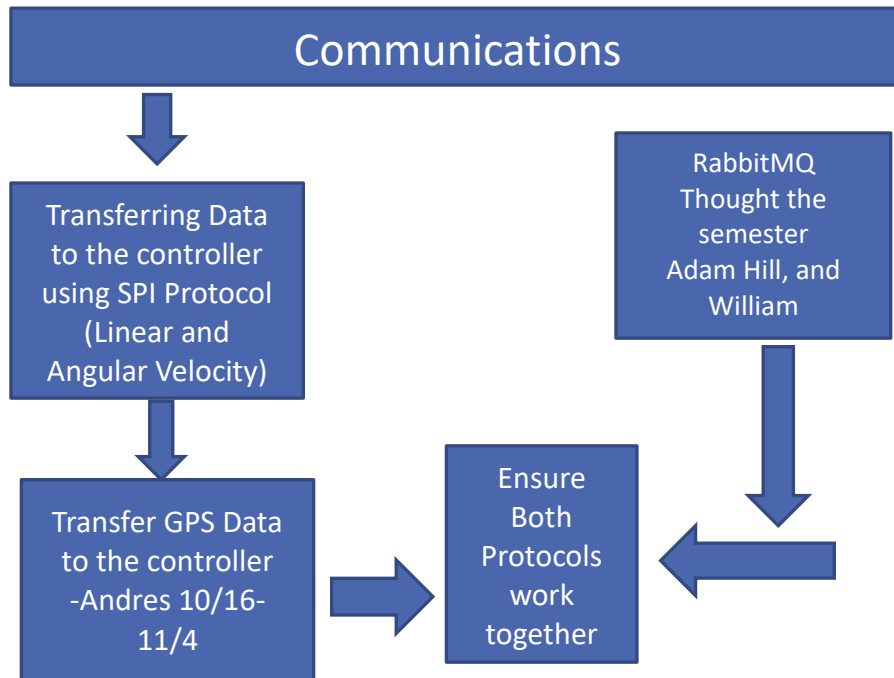 Communications
Transferring Data
to the controller
using SPI Protocol
(Linear and
Angular Velocity)
RabbitMQ
Thought the
semester
Adam Hill, and
William
Transfer GPS Data
to the controller
-Andres 10/16-
11/4
Ensure
Both
Protocols
work
together